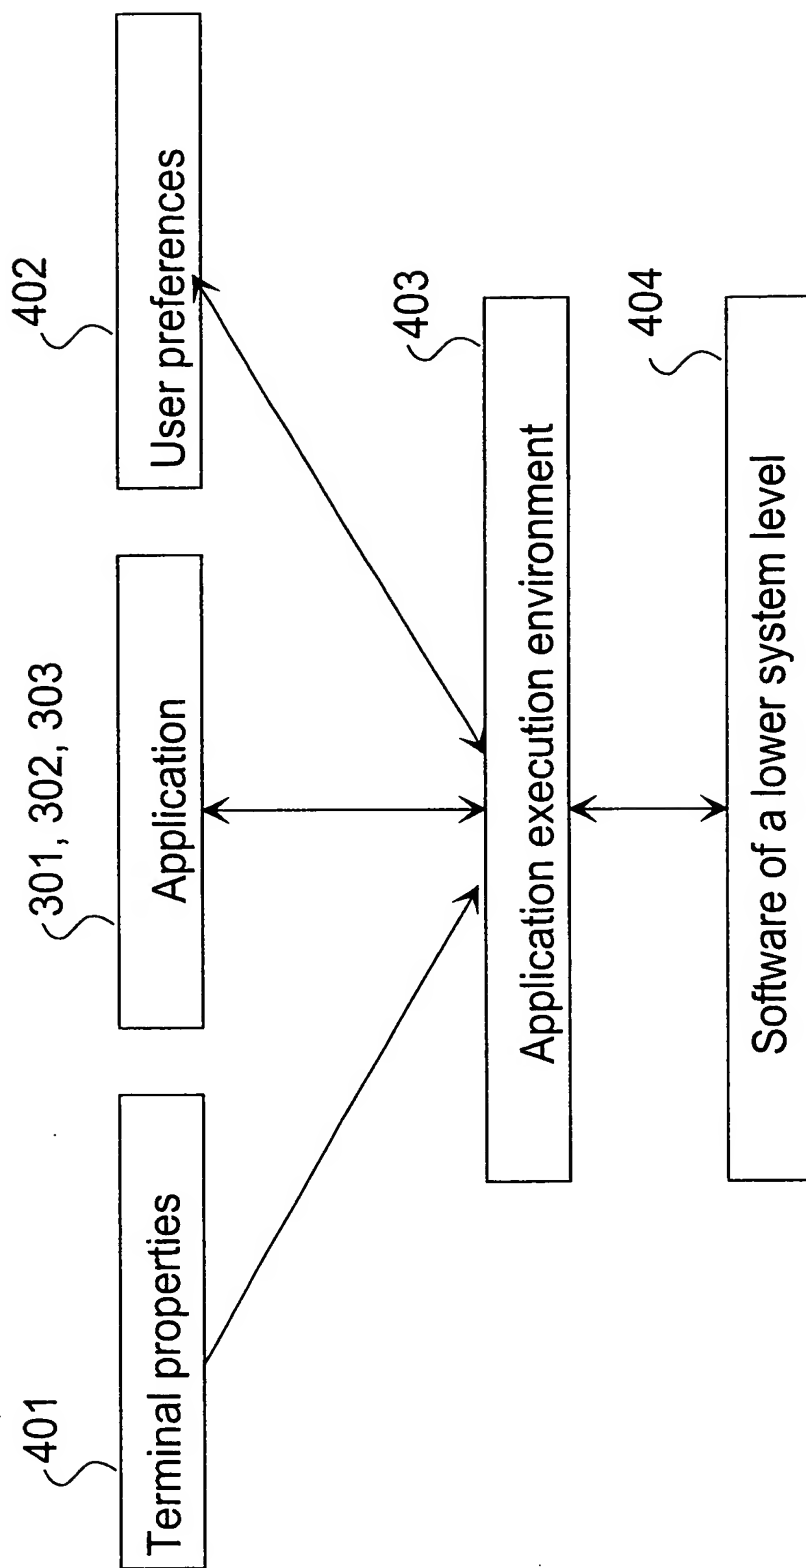 401
301, 302, 303
402
Terminal properties
Application
User preferences
403
Application execution environment
404
Software of a lower system level